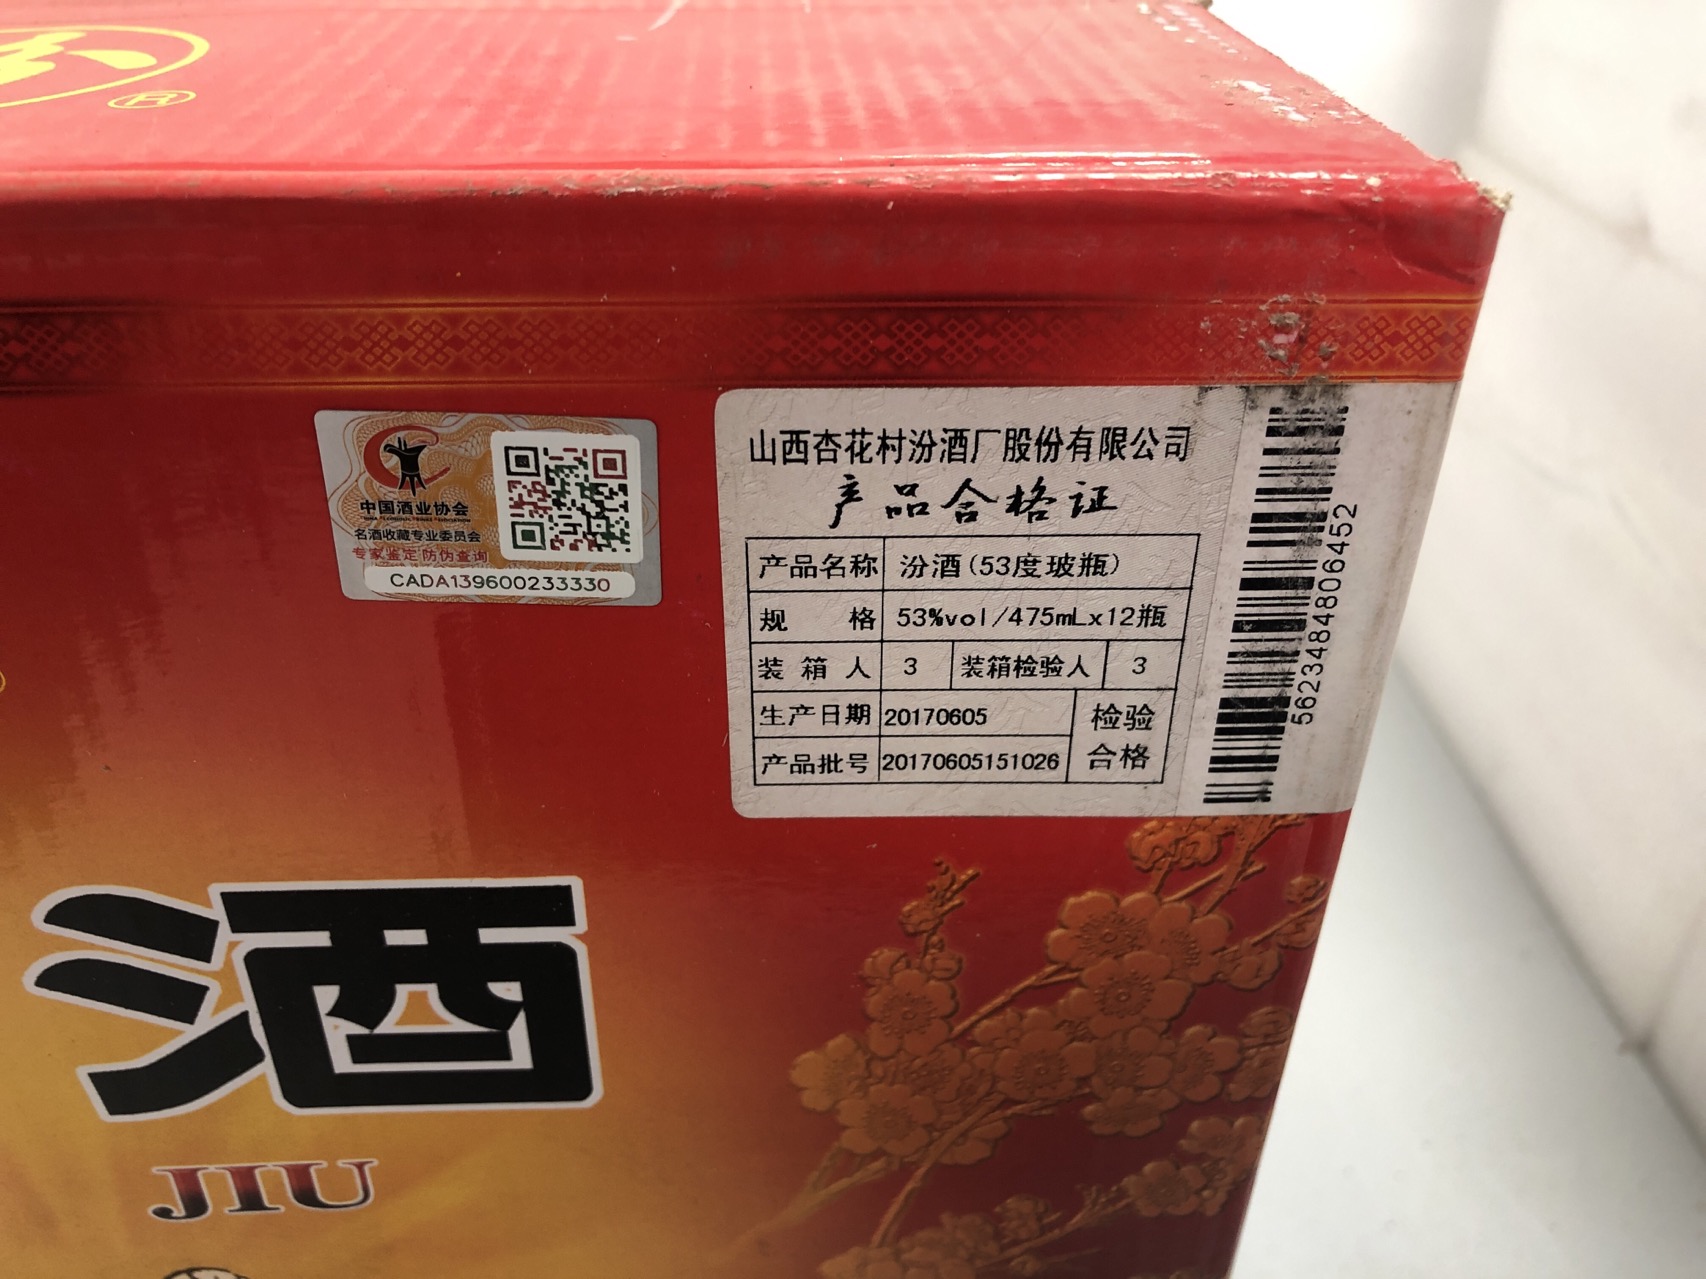 汾
®
中国酒业协会
名酒收藏专业委员会
专家鉴定 防伪查询
CADA139600233330
山西杏花村汾酒厂股份有限公司
产品合格证
产品名称 汾酒(53度玻瓶)
规 格 53%vol/475mLx12瓶
装箱人 3 装箱检验人 3
生产日期 20170605 检验
产品批号 20170605151026 合格
562348480645​2
酒
JIU